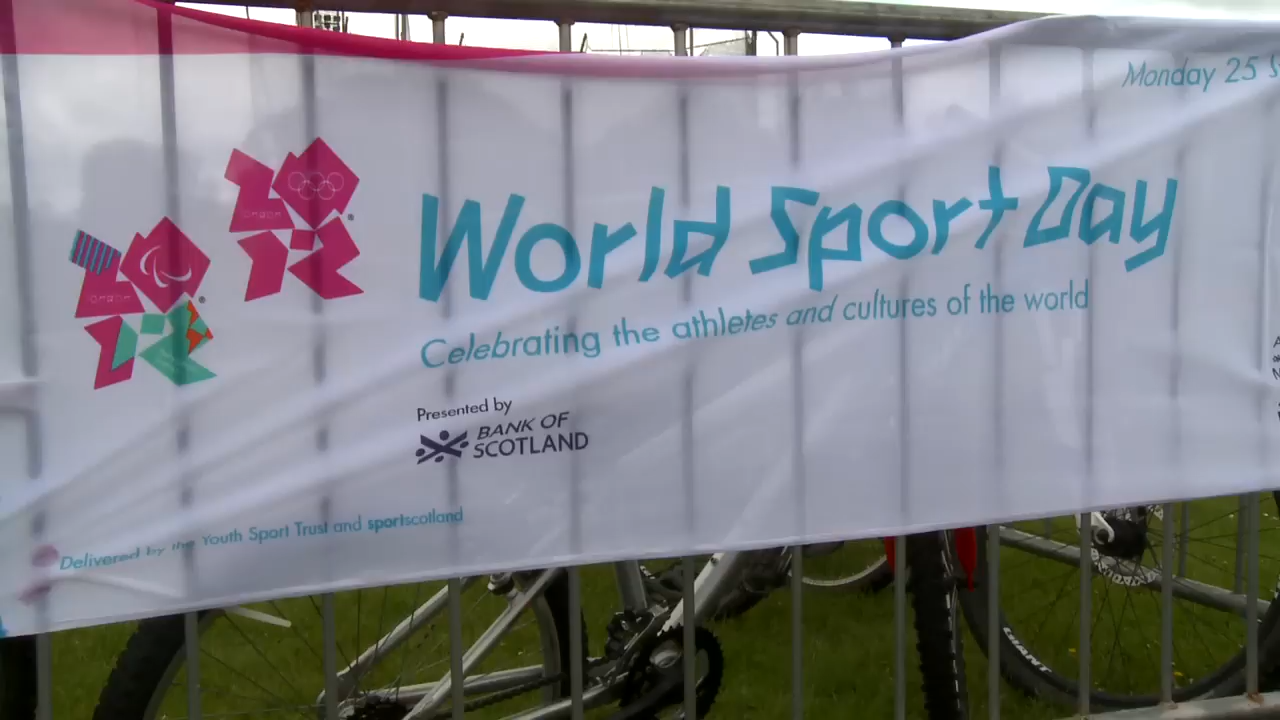 Monday 25
World Sport Day
Celebrating the athletes and cultures of the world
Presented by
BANK OF
SCOTLAND
Delivered by the Youth Sport Trust and sportscotland
GIANT